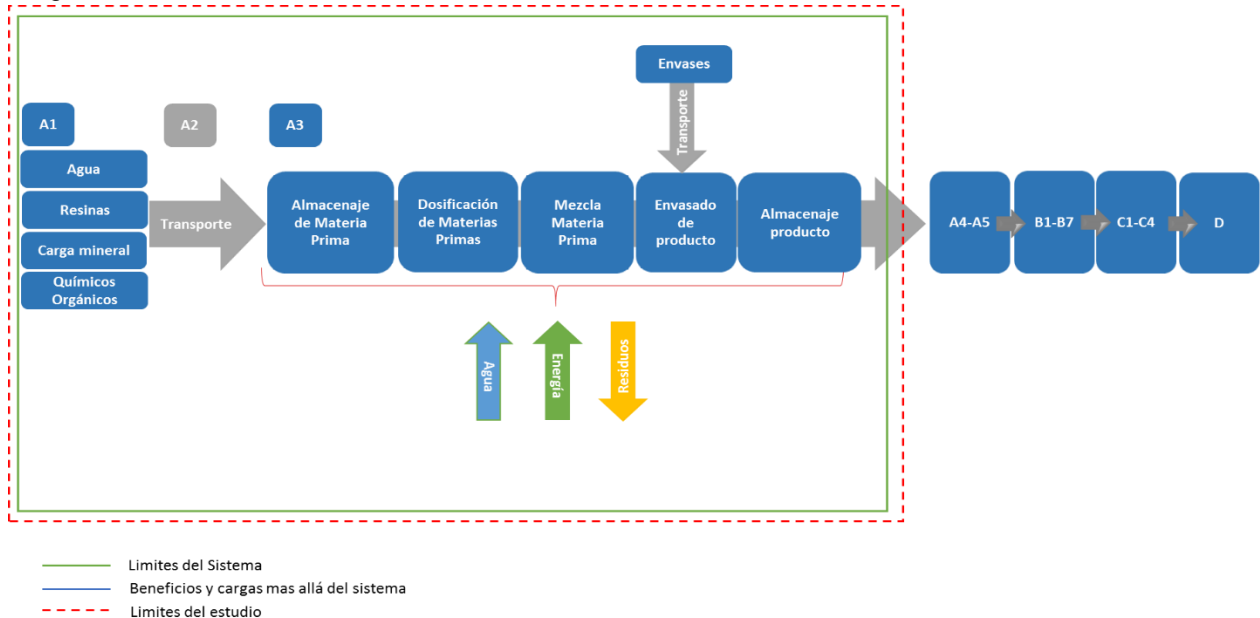 Envases
Transporte
A1
A2
A3
Agua
Resinas
Carga mineral
Químicos
Orgánicos
Transporte
Almacenaje
de Materia
Prima
Dosificación
de Materias
Primas
Mezcla
Materia
Prima
Envasado
de
producto
Almacenaje
producto
A4-A5
B1-B7
C1-C4
D
Agua
Energía
Residuos
Limites del Sistema
Beneficios y cargas mas allá del sistema
Limites del estudio